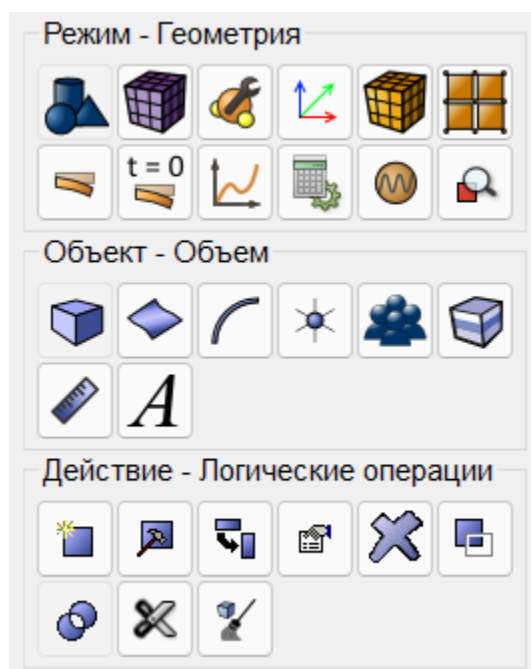 Режим - Геометрия
t = 0
Объект - Объем
A
Действие - Логические операции